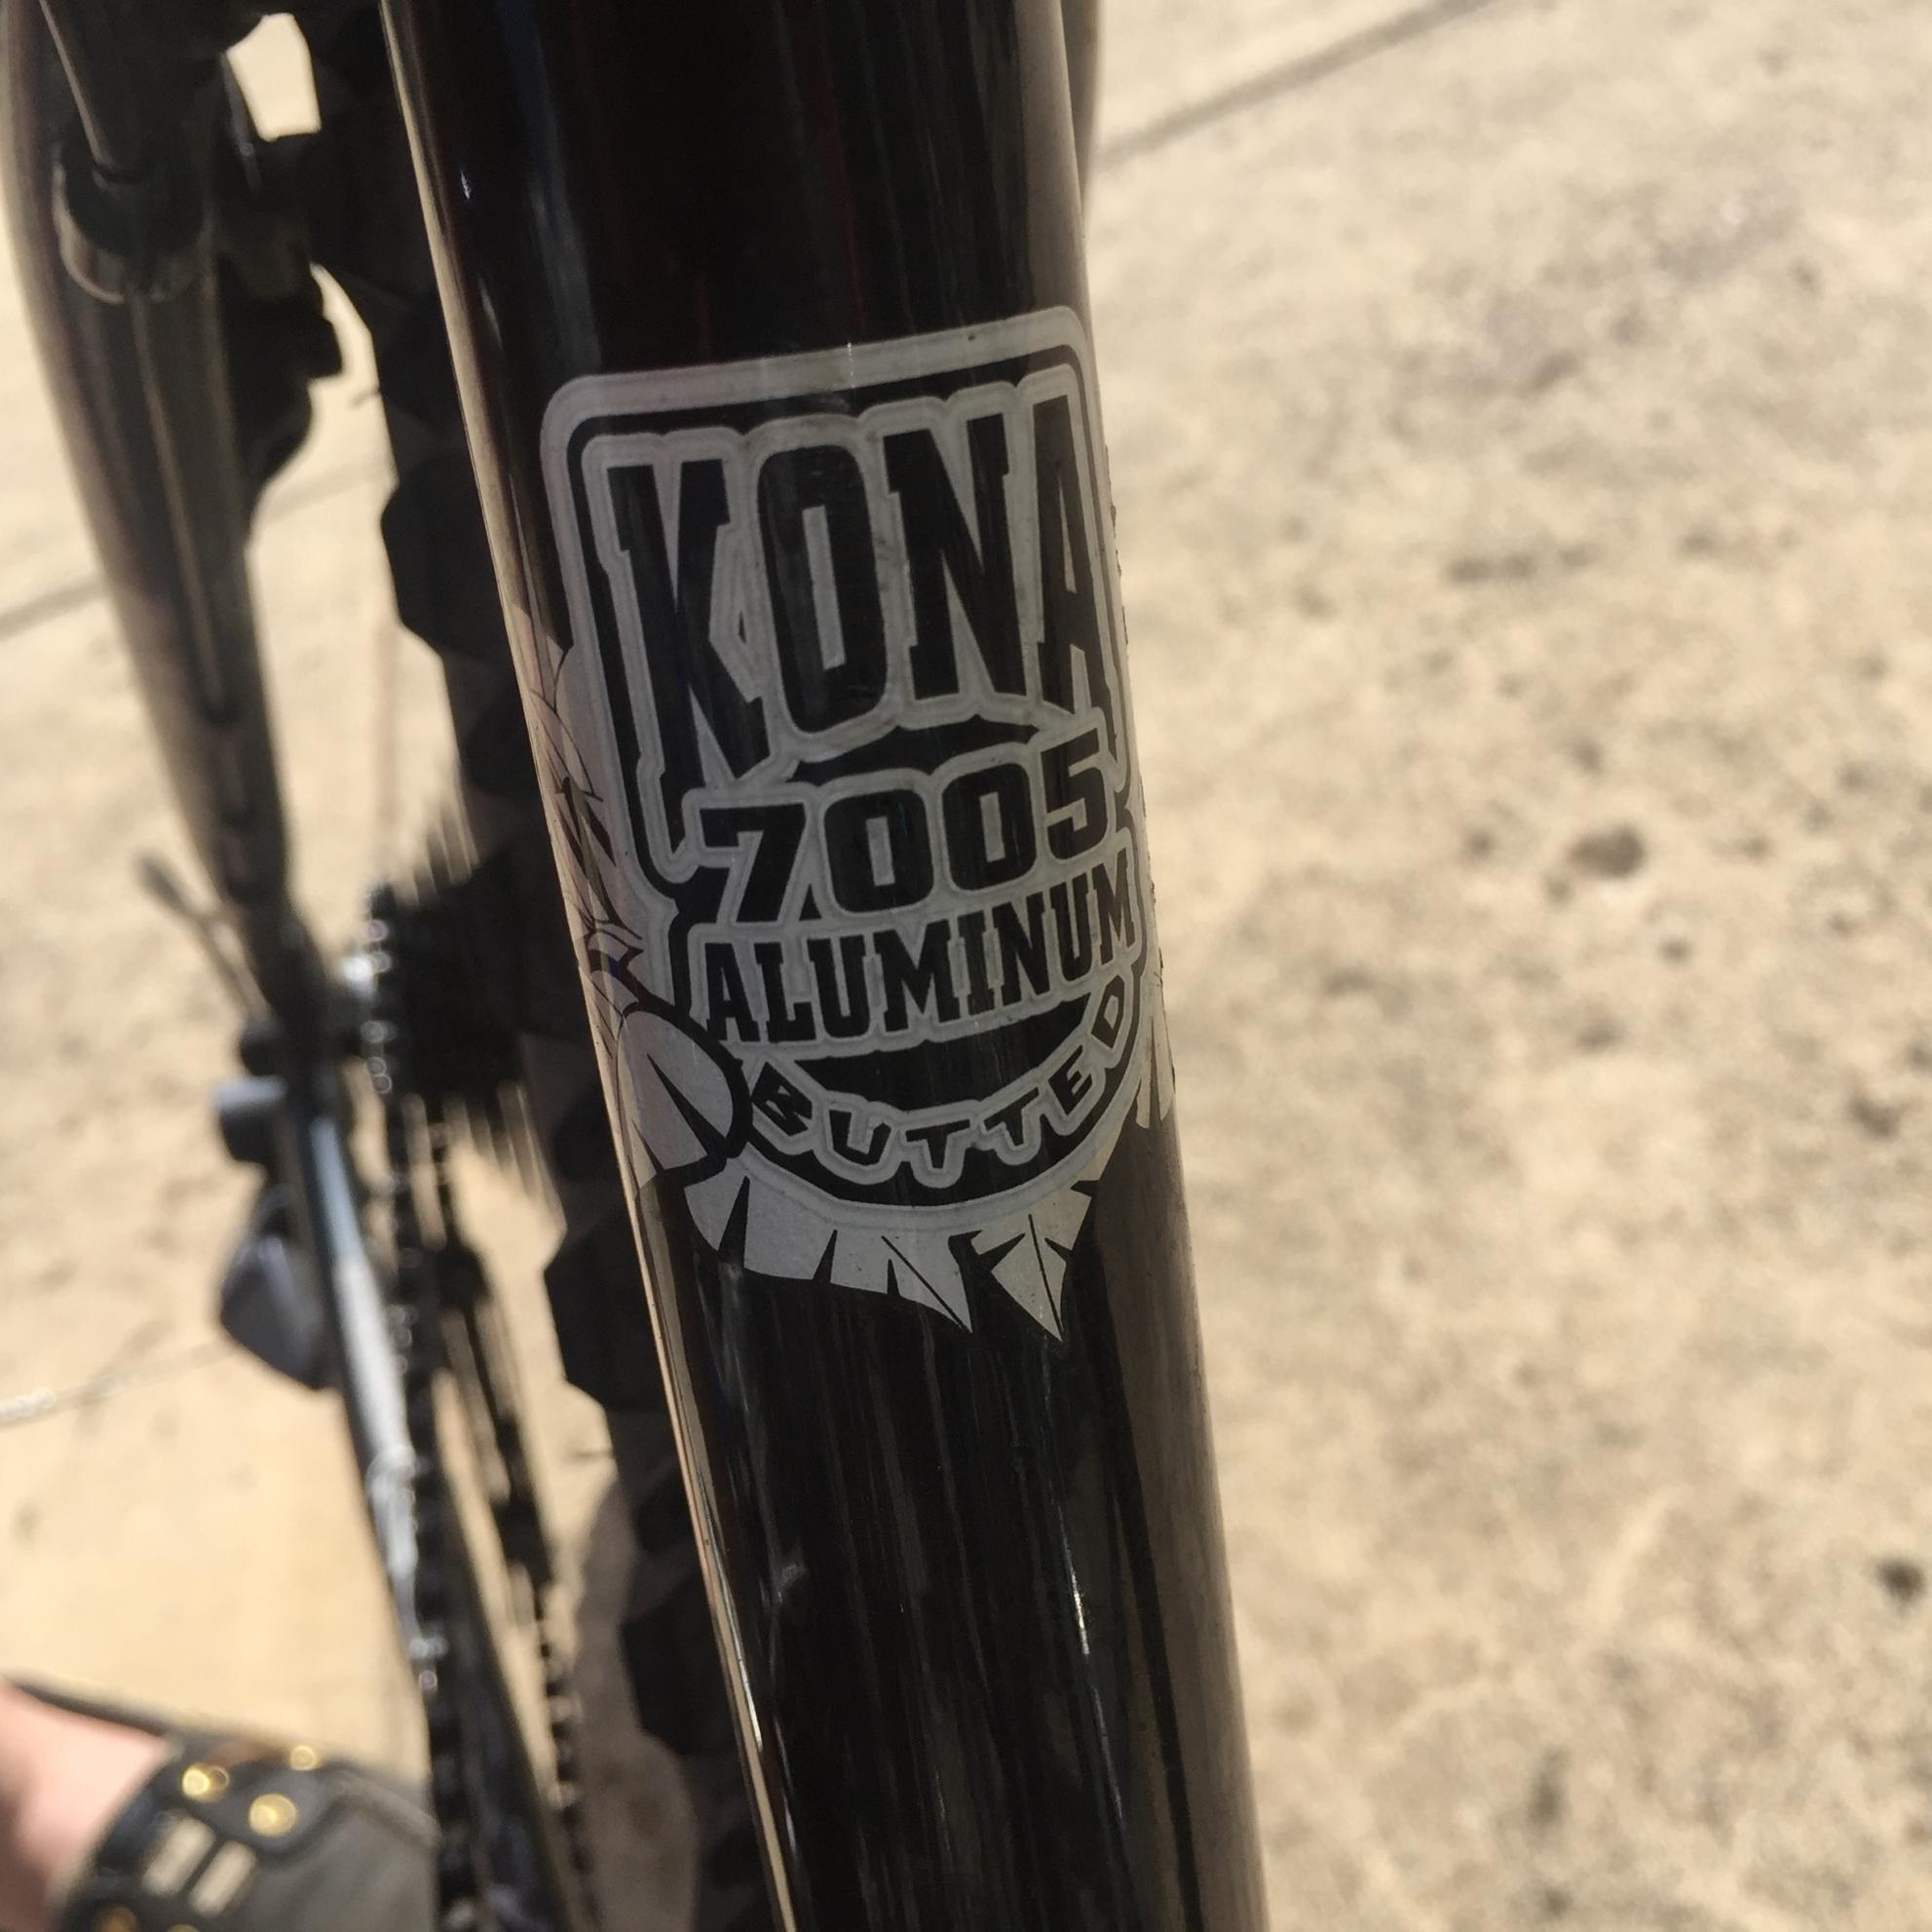 KONA
7005
ALUMINUM
BUTTED